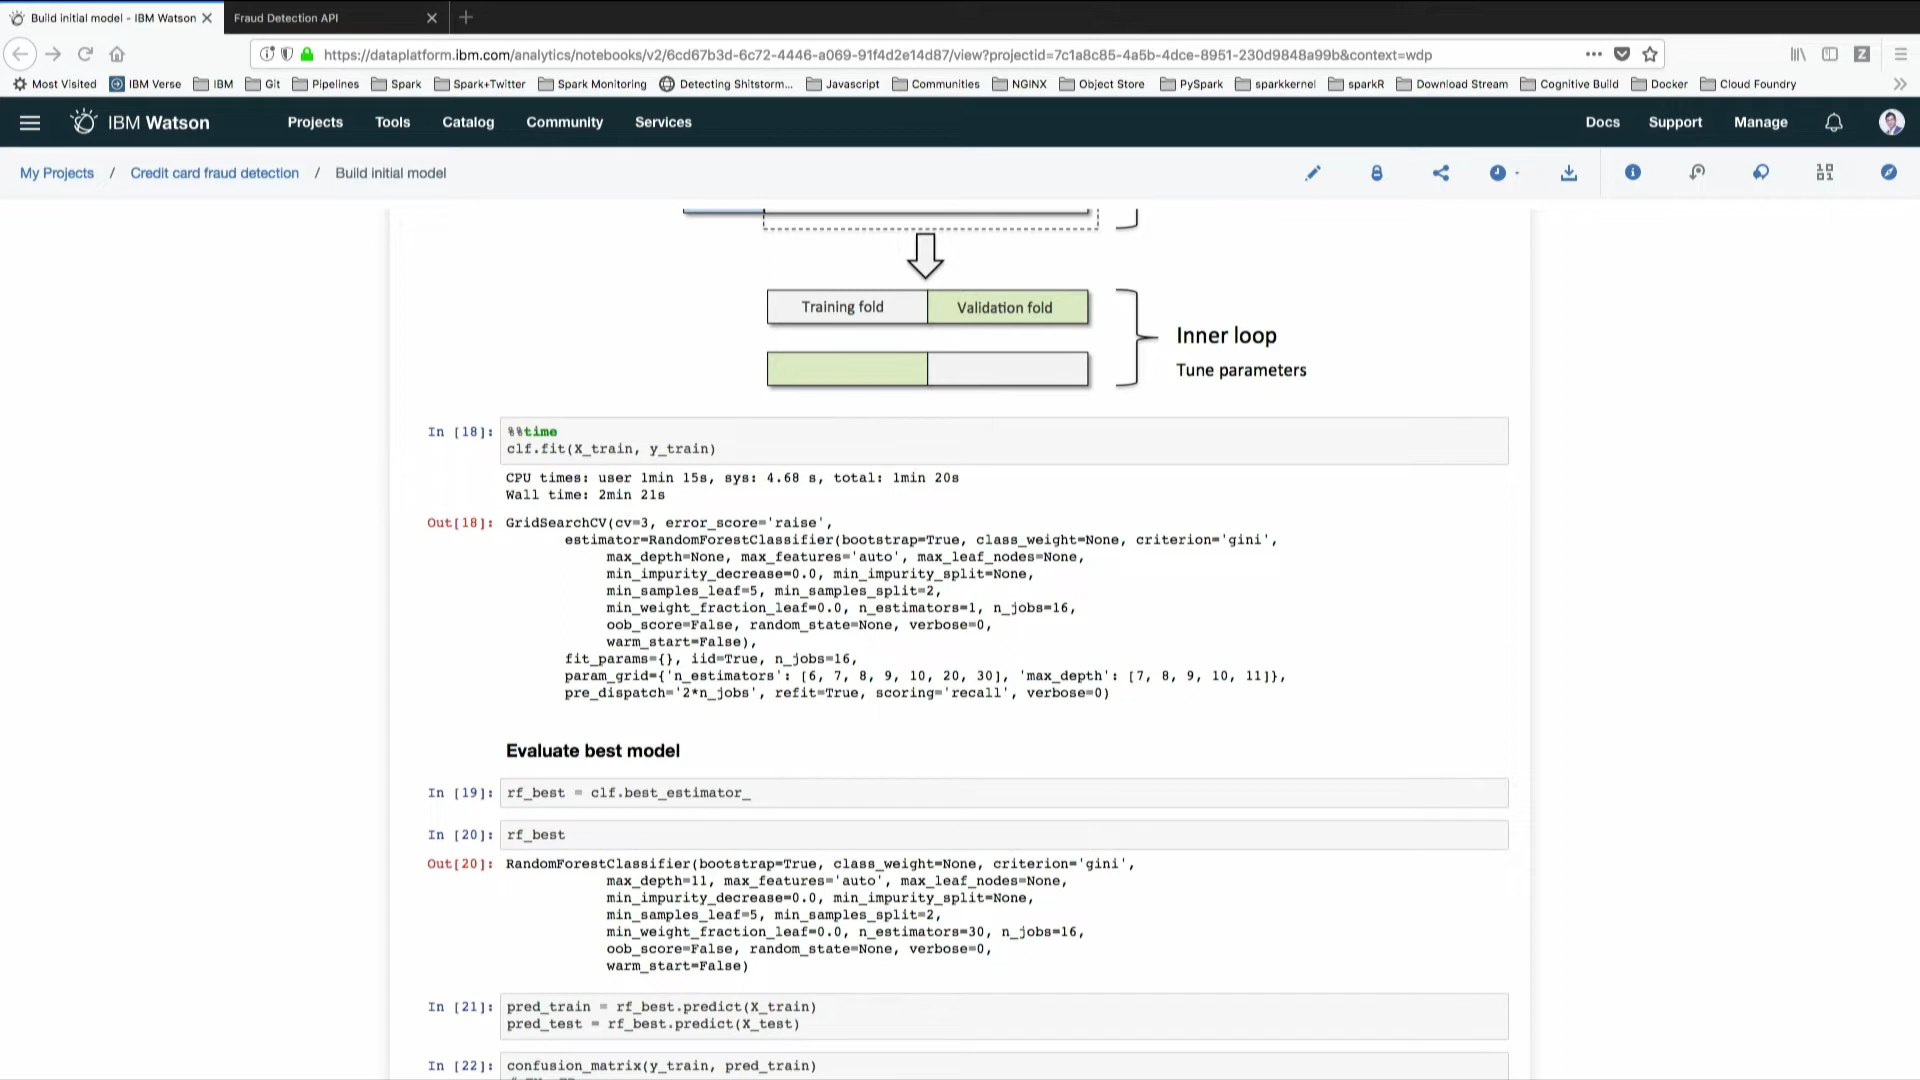 Build initial model - IBM Watson
Fraud Detection API
https://dataplatform.ibm.com/analytics/notebooks/v2/6cd67b3d-6c72-4446-a069-91f4d2e14d87/view?projectid=7c1a8c85-4a5b-4dce-8951-230d9848a99b&context=wdp
Most Visited IBM Verse IBM Git Pipelines Spark Spark+Twitter Spark Monitoring Detecting Shitstorm... Javascript Communities NGINX Object Store PySpark sparkkernel sparkR Download Stream Cognitive Build Docker Cloud Foundry
IBM Watson Projects Tools Catalog Community Services Docs Support Manage
My Projects / Credit card fraud detection / Build initial model
Training fold Validation fold
Inner loop
Tune parameters
In [18]: %%time
clf.fit(X_train, y_train)
CPU times: user 1min 15s, sys: 4.68 s, total: 1min 20s
Wall time: 2min 21s
Out[18]: GridSearchCV(cv=3, error_score='raise',
estimator=RandomForestClassifier(bootstrap=True, class_weight=None, criterion='gini',
max_depth=None, max_features='auto', max_leaf_nodes=None,
min_impurity_decrease=0.0, min_impurity_split=None,
min_samples_leaf=5, min_samples_split=2,
min_weight_fraction_leaf=0.0, n_estimators=1, n_jobs=16,
oob_score=False, random_state=None, verbose=0,
warm_start=False),
fit_params={}, iid=True, n_jobs=16,
param_grid={'n_estimators': [6, 7, 8, 9, 10, 20, 30], 'max_depth': [7, 8, 9, 10, 11]},
pre_dispatch='2*n_jobs', refit=True, scoring='recall', verbose=0)
Evaluate best model
In [19]: rf_best = clf.best_estimator_
In [20]: rf_best
Out[20]: RandomForestClassifier(bootstrap=True, class_weight=None, criterion='gini',
max_depth=11, max_features='auto', max_leaf_nodes=None,
min_impurity_decrease=0.0, min_impurity_split=None,
min_samples_leaf=5, min_samples_split=2,
min_weight_fraction_leaf=0.0, n_estimators=30, n_jobs=16,
oob_score=False, random_state=None, verbose=0,
warm_start=False)
In [21]: pred_train = rf_best.predict(X_train)
pred_test = rf_best.predict(X_test)
In [22]: confusion_matrix(y_train, pred_train)